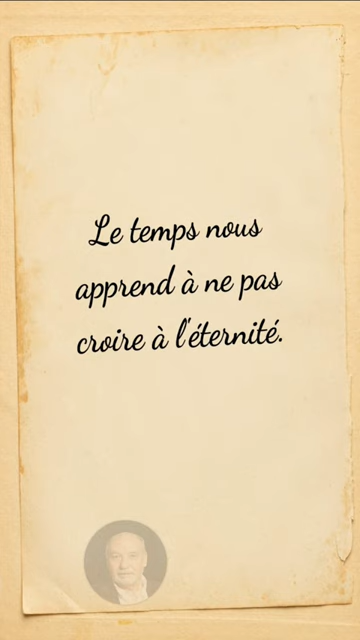 Le temps nous
apprend à ne pas
croire à l'éternité.